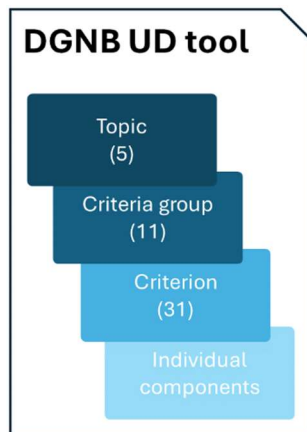 DGNB UD tool
Topic
(5)
Criteria group
(11)
Criterion
(31)
Individual
components